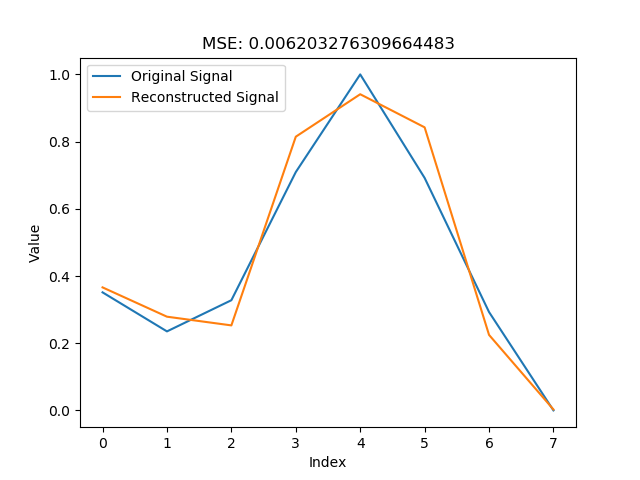 MSE: 0.006203276309664483
Original Signal
Reconstructed Signal
1.0
0.8
0.6
0.4
0.2
0.0
Value
0 1 2 3 4 5 6 7
Index